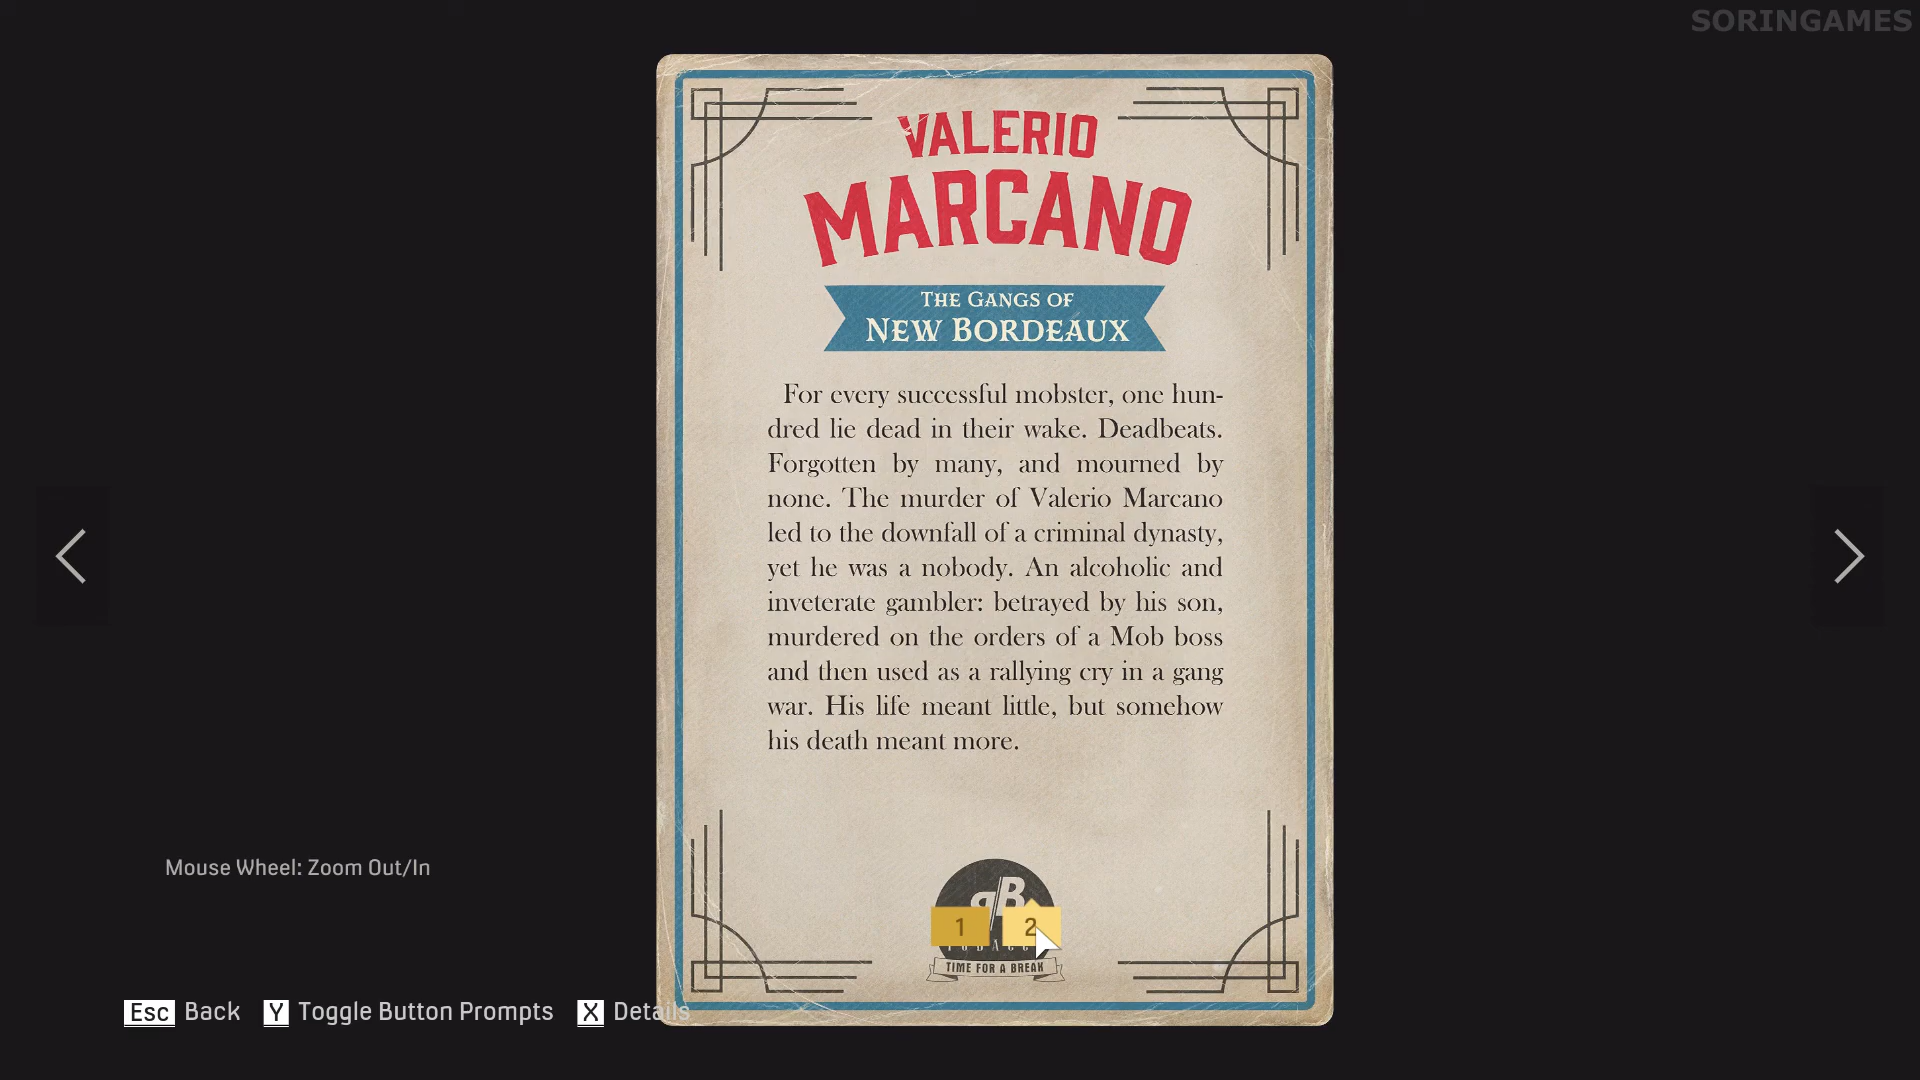 SORINGAMES
VALERIO
MARCANO
THE GANGS OF
NEW BORDEAUX
For every successful mobster, one hun-
dred lie dead in their wake. Deadbeats.
Forgotten by many, and mourned by
none. The murder of Valerio Marcano
led to the downfall of a criminal dynasty,
yet he was a nobody. An alcoholic and
inveterate gambler: betrayed by his son,
murdered on the orders of a Mob boss
and then used as a rallying cry in a gang
war. His life meant little, but somehow
his death meant more.
Mouse Wheel: Zoom Out/In
1 2
TIME FOR A BREAK
Esc Back Y Toggle Button Prompts X Details